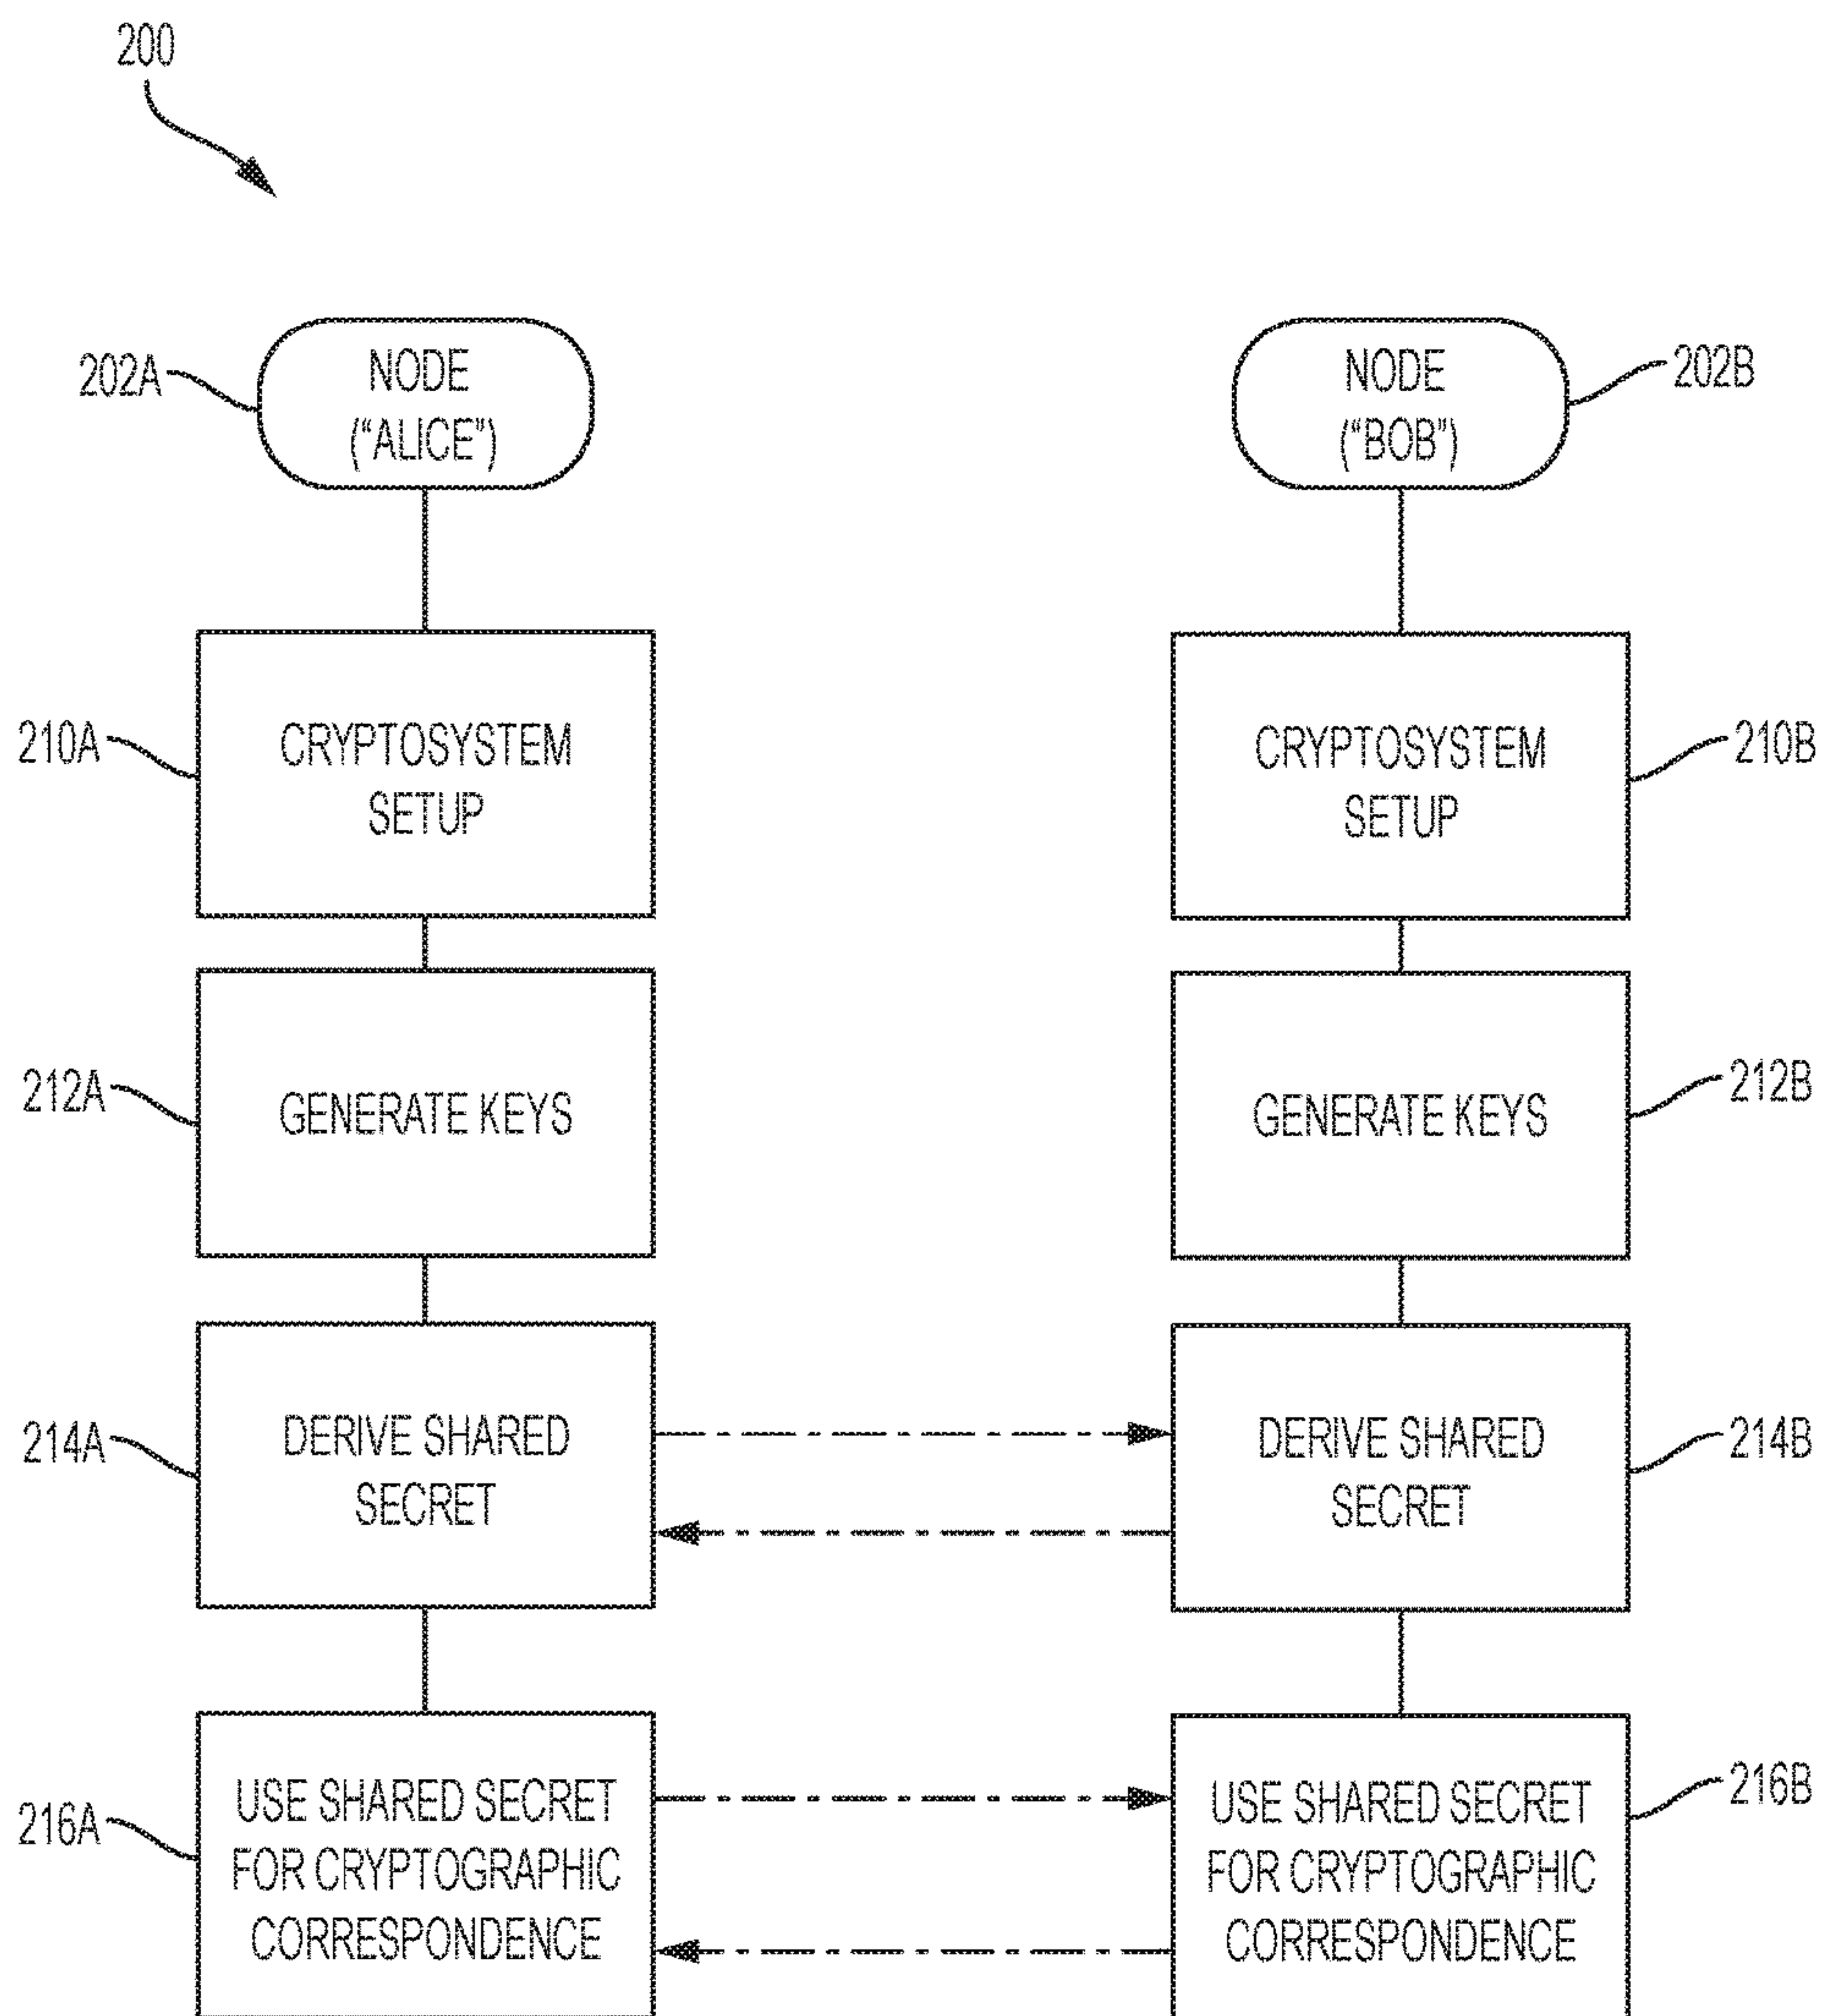 200
202A
NODE
("ALICE")
NODE
("BOB")
202B
210A
CRYPTOSYSTEM
SETUP
CRYPTOSYSTEM
SETUP
210B
212A
GENERATE KEYS
GENERATE KEYS
212B
214A
DERIVE SHARED
SECRET
DERIVE SHARED
SECRET
214B
216A
USE SHARED SECRET
FOR CRYPTOGRAPHIC
CORRESPONDENCE
USE SHARED SECRET
FOR CRYPTOGRAPHIC
CORRESPONDENCE
216B